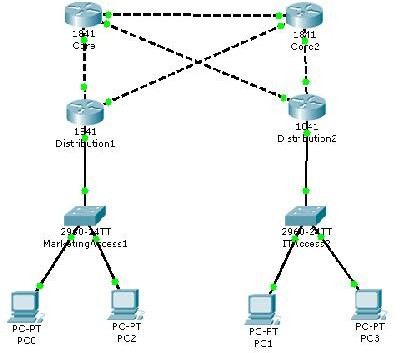 1841
Core
1841
Core2
1841
Distribution1
1841
Distribution2
2960-24TT
MarketingAccess1
2960-24TT
ITAccess2
PC-PT
PC0
PC-PT
PC2
PC-PT
PC1
PC-PT
PC3